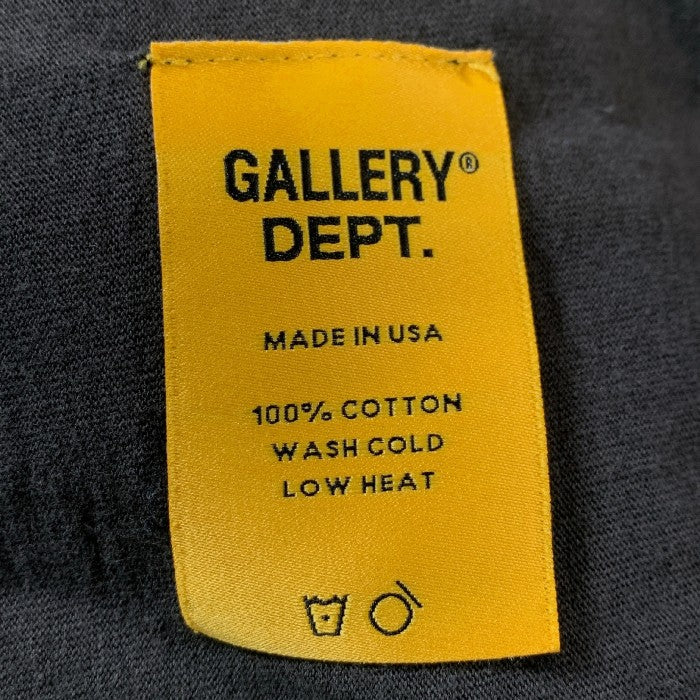 GALLERY®
DEPT.
MADE IN USA
100% COTTON
WASH COLD
LOW HEAT